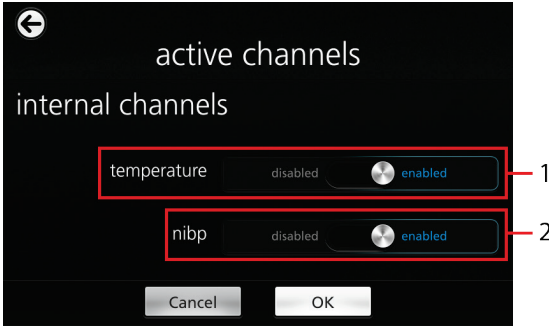 active channels
internal channels
temperature disabled enabled 1
nibp disabled enabled 2
Cancel OK